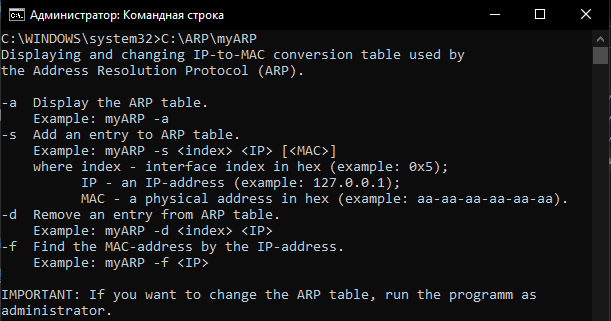 Администратор: Командная строка
C:\WINDOWS\system32>C:\ARP\myARP
Displaying and changing IP-to-MAC conversion table used by
the Address Resolution Protocol (ARP).
-a  Display the ARP table.
    Example: myARP -a
-s  Add an entry to ARP table.
    Example: myARP -s <index> <IP> [<MAC>]
    where index - interface index in hex (example: 0x5);
          IP - an IP-address (example: 127.0.0.1);
          MAC - a physical address in hex (example: aa-aa-aa-aa-aa-aa).
-d  Remove an entry from ARP table.
    Example: myARP -d <index> <IP>
-f  Find the MAC-address by the IP-address.
    Example: myARP -f <IP>
IMPORTANT: If you want to change the ARP table, run the programm as
administrator.